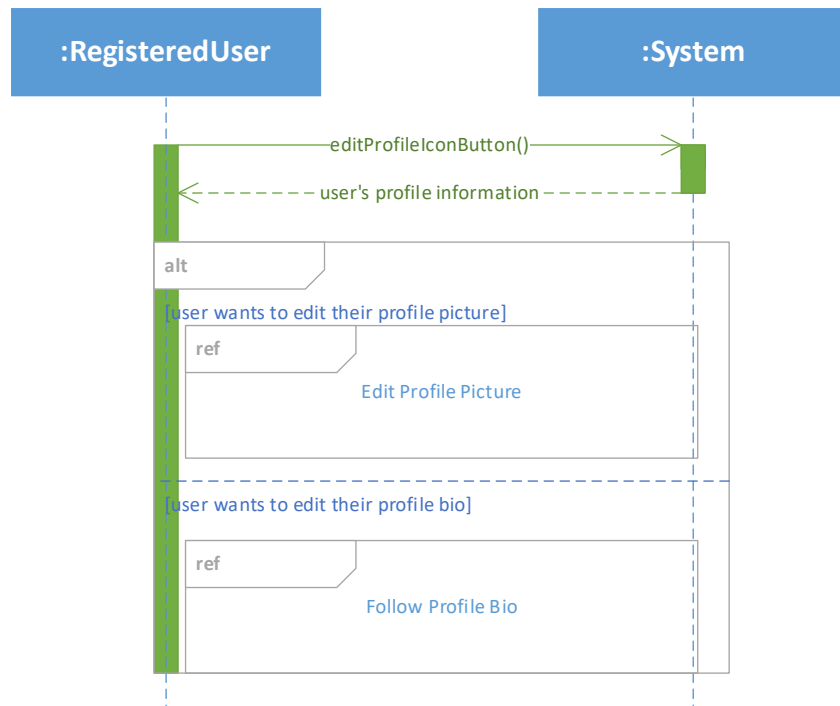 :RegisteredUser
:System
editProfileIconButton()
user's profile information
alt
[user wants to edit their profile picture]
ref
Edit Profile Picture
[user wants to edit their profile bio]
ref
Follow Profile Bio